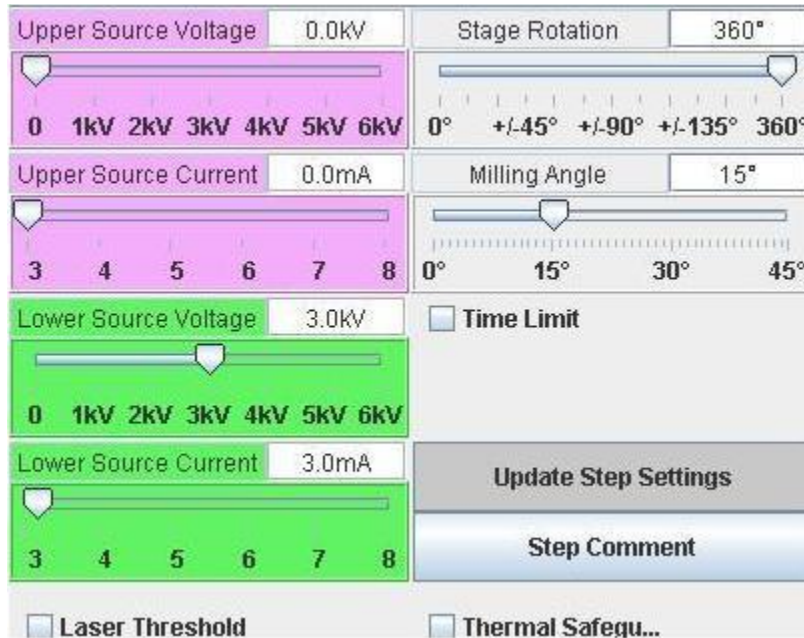 Upper Source Voltage 0.0kV
0 1kV 2kV 3kV 4kV 5kV 6kV
Upper Source Current 0.0mA
3 4 5 6 7 8
Lower Source Voltage 3.0kV
0 1kV 2kV 3kV 4kV 5kV 6kV
Lower Source Current 3.0mA
3 4 5 6 7 8
Laser Threshold
Stage Rotation 360°
0° +/-45° +/-90° +/-135° 360°
Milling Angle 15°
0° 15° 30° 45°
Time Limit
Update Step Settings
Step Comment
Thermal Safegu...